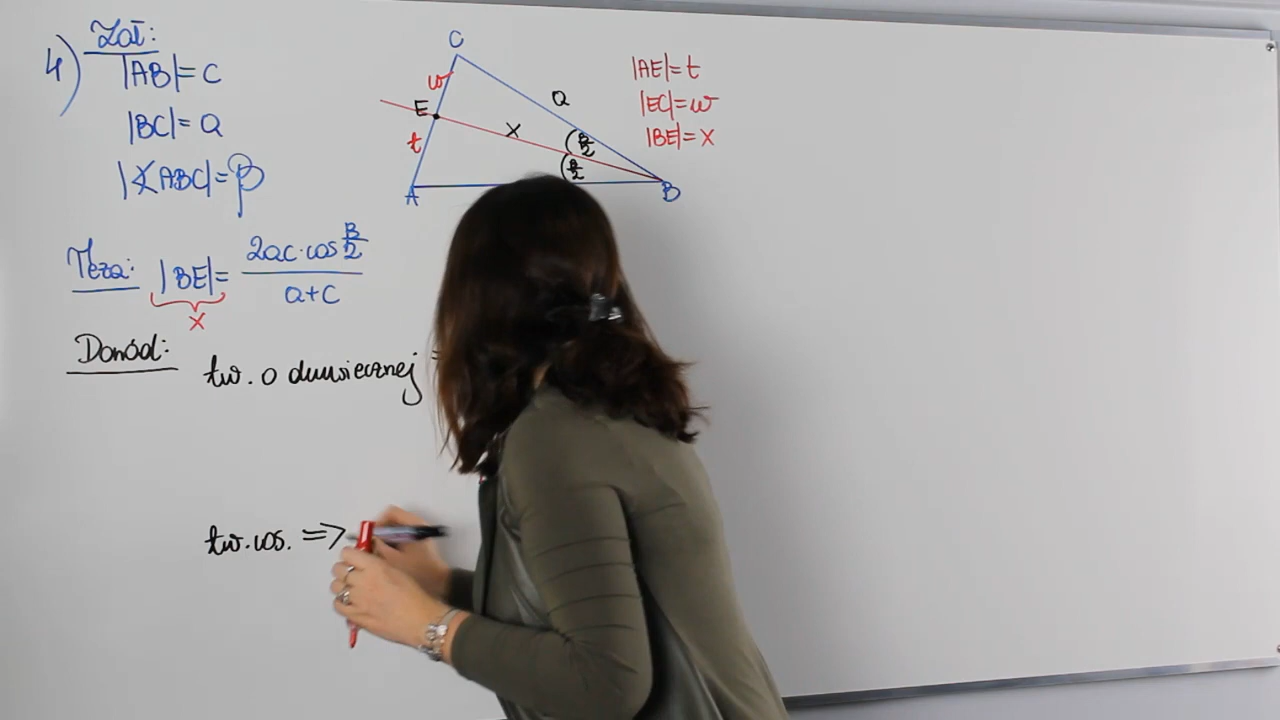 4) Zał:
|AB|=c
|BC|=a
|∢ABC|=β
Teza: |BE|= 2ac·cos β/2 / a+c
x
Dowód:
tw. o dwusiecznej =
tw. cos. =>
C
w
E
t
A
a
x
β/2
β/2
B
|AE|=t
|EC|=w
|BE|=x